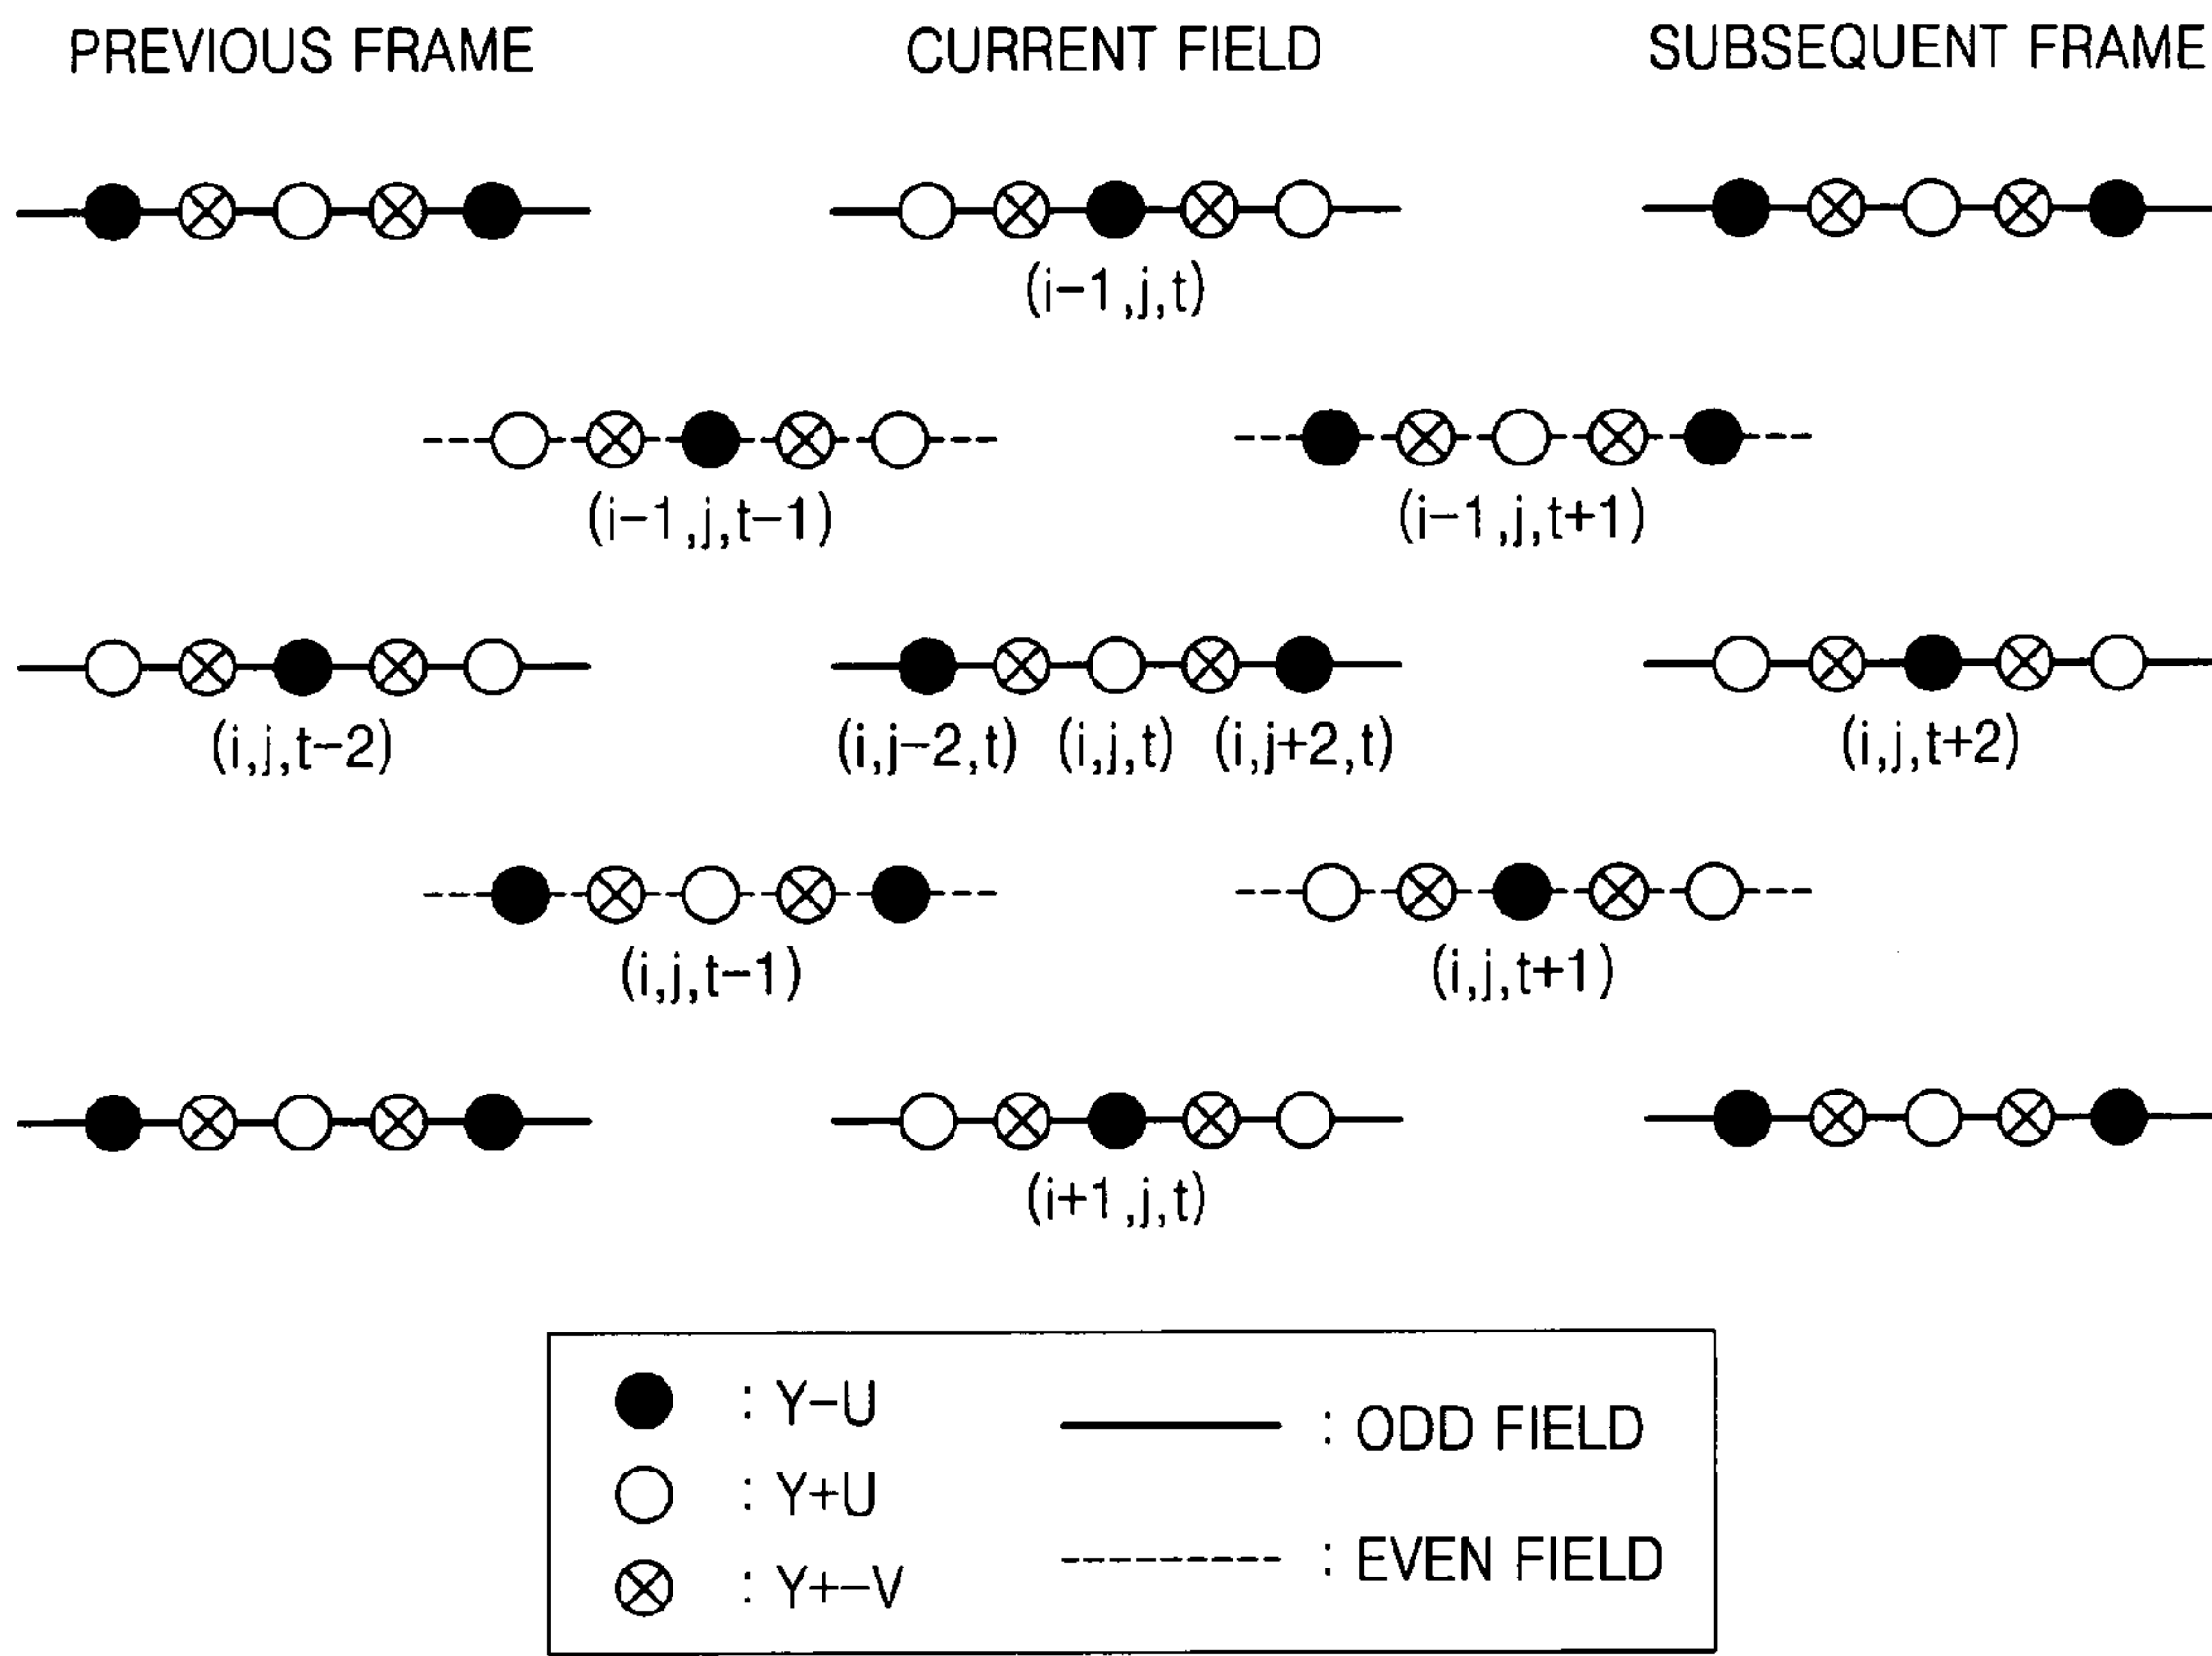 PREVIOUS FRAME
CURRENT FIELD
SUBSEQUENT FRAME
(i−1,j,t)
(i−1,j,t−1)
(i−1,j,t+1)
(i,j,t−2)
(i,j−2,t)
(i,j,t)
(i,j+2,t)
(i,j,t+2)
(i,j,t−1)
(i,j,t+1)
(i+1,j,t)
: Y−U
: ODD FIELD
: Y+U
: EVEN FIELD
: Y+−V